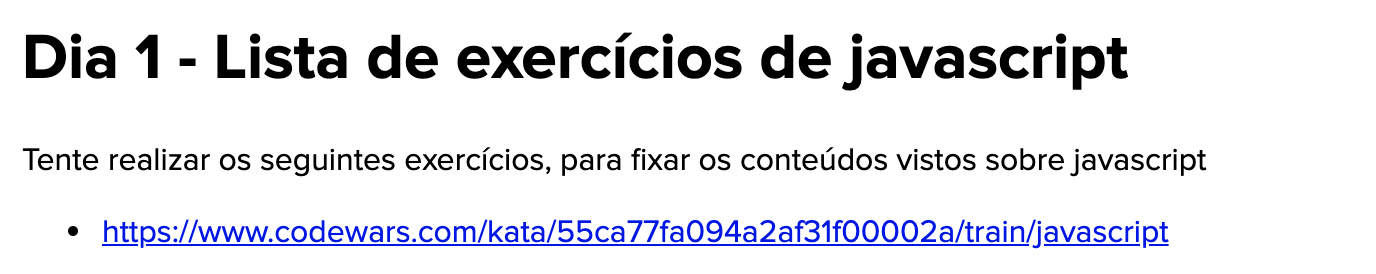 Dia 1 - Lista de exercícios de javascript
Tente realizar os seguintes exercícios, para fixar os conteúdos vistos sobre javascript
https://www.codewars.com/kata/55ca77fa094a2af31f00002a/train/javascript